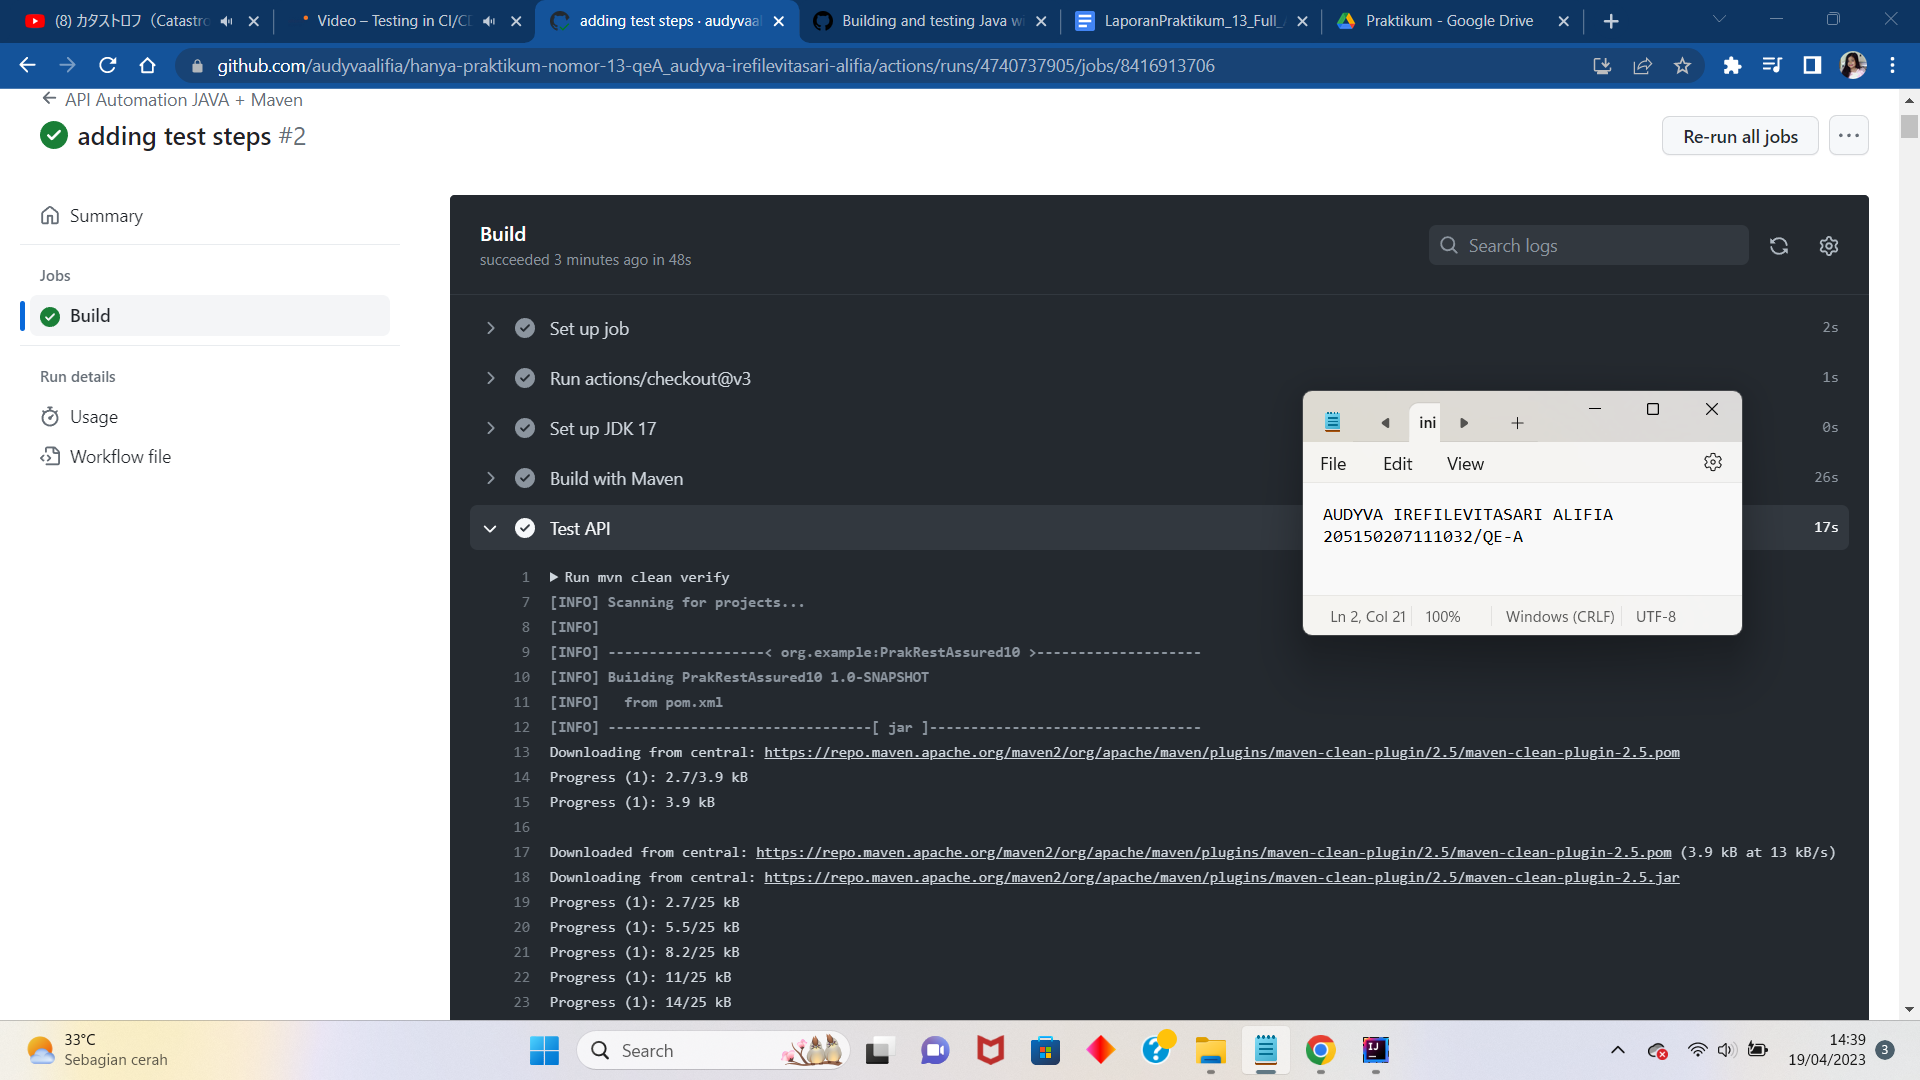 (8) カタストロフ (Catastro
Video – Testing in CI/CD
adding test steps · audyvaal
Building and testing Java wi
LaporanPraktikum_13_Full_
Praktikum - Google Drive
github.com/audyvaalifia/hanya-praktikum-nomor-13-qeA_audyva-irefilevitasari-alifia/actions/runs/4740737905/jobs/8416913706
API Automation JAVA + Maven
adding test steps #2
Re-run all jobs
Summary
Jobs
Build
Run details
Usage
Workflow file
Build
succeeded 3 minutes ago in 48s
Search logs
Set up job 2s
Run actions/checkout@v3 1s
Set up JDK 17 0s
Build with Maven 26s
Test API 17s
1 Run mvn clean verify
7 [INFO] Scanning for projects...
8 [INFO]
9 [INFO] -------------------< org.example:PrakRestAssured10 >--------------------
10 [INFO] Building PrakRestAssured10 1.0-SNAPSHOT
11 [INFO]   from pom.xml
12 [INFO] --------------------------------[ jar ]---------------------------------
13 Downloading from central: https://repo.maven.apache.org/maven2/org/apache/maven/plugins/maven-clean-plugin/2.5/maven-clean-plugin-2.5.pom
14 Progress (1): 2.7/3.9 kB
15 Progress (1): 3.9 kB
16
17 Downloaded from central: https://repo.maven.apache.org/maven2/org/apache/maven/plugins/maven-clean-plugin/2.5/maven-clean-plugin-2.5.pom (3.9 kB at 13 kB/s)
18 Downloading from central: https://repo.maven.apache.org/maven2/org/apache/maven/plugins/maven-clean-plugin/2.5/maven-clean-plugin-2.5.jar
19 Progress (1): 2.7/25 kB
20 Progress (1): 5.5/25 kB
21 Progress (1): 8.2/25 kB
22 Progress (1): 11/25 kB
23 Progress (1): 14/25 kB
ini
File Edit View
AUDYVA IREFILEVITASARI ALIFIA
205150207111032/QE-A
Ln 2, Col 21 100% Windows (CRLF) UTF-8
33°C
Sebagian cerah
Search
14:39
19/04/2023
3